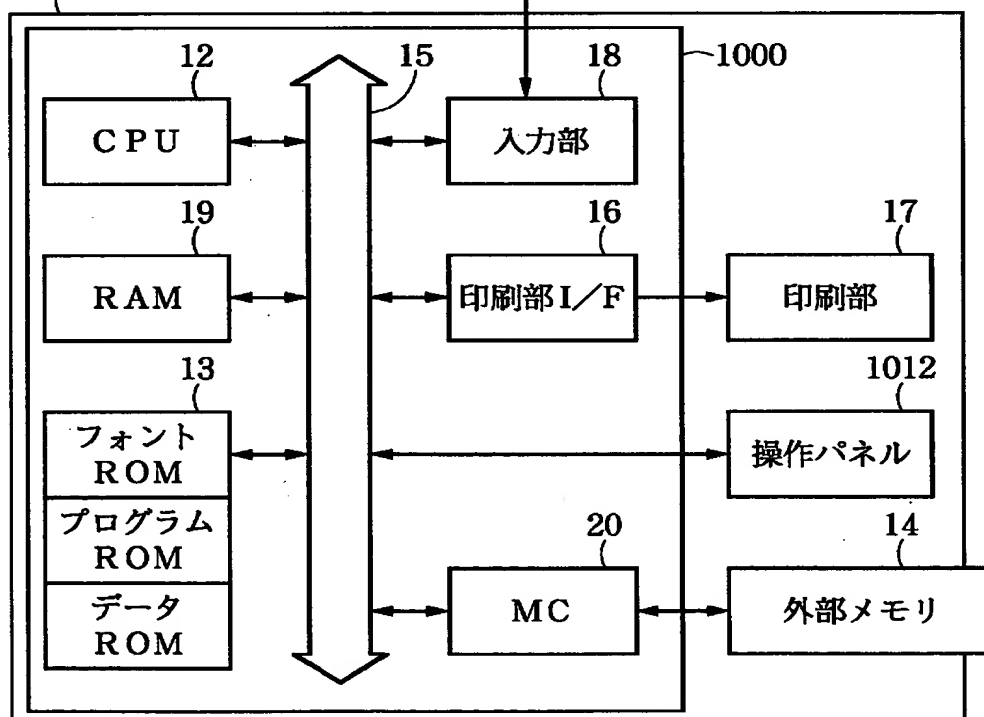 12
15
18
1000
CPU
入力部
19
16
17
RAM
印刷部I/F
印刷部
13
1012
フォント
ROM
操作パネル
プログラム
ROM
20
14
データ
ROM
MC
外部メモリ